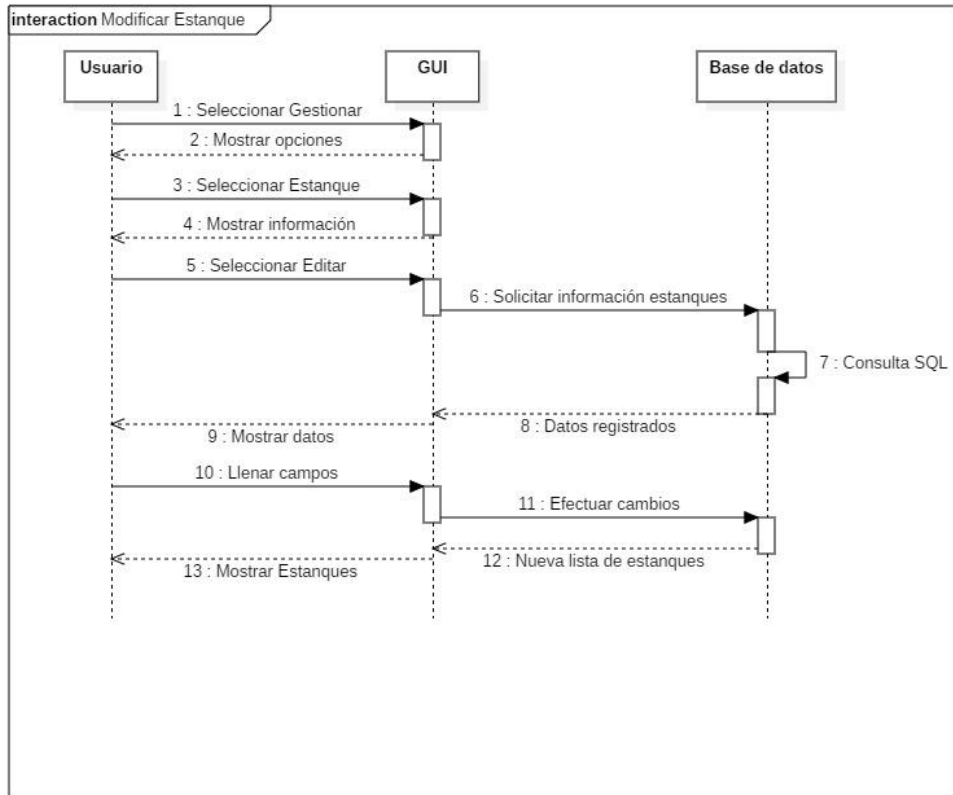 interaction Modificar Estanque
Usuario
GUI
Base de datos
1 : Seleccionar Gestionar
2 : Mostrar opciones
3 : Seleccionar Estanque
4 : Mostrar información
5 : Seleccionar Editar
6 : Solicitar información estanques
7 : Consulta SQL
8 : Datos registrados
9 : Mostrar datos
10 : Llenar campos
11 : Efectuar cambios
12 : Nueva lista de estanques
13 : Mostrar Estanques